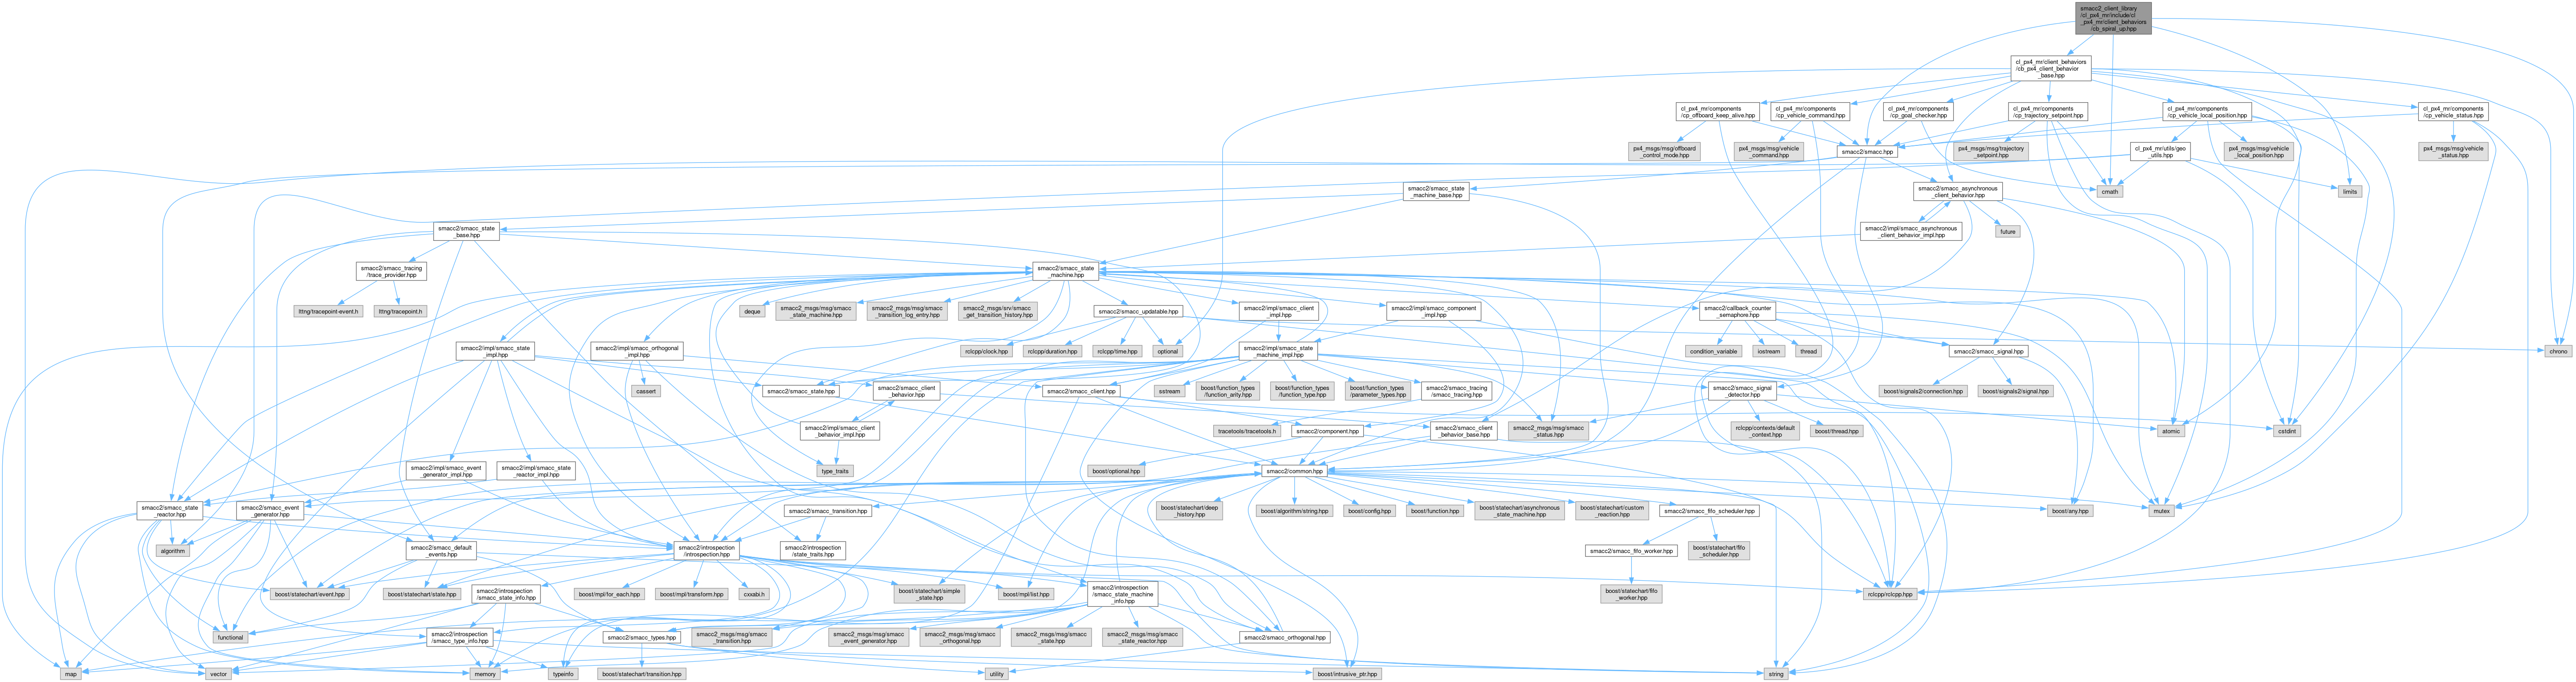 smacc2_client_library
/cl_px4_mr/include/cl
_px4_mr/client_behaviors
/cb_spiral_up.hpp
cl_px4_mr/client_behaviors
/cb_px4_client_behavior
_base.hpp
cl_px4_mr/components
/cp_offboard_keep_alive.hpp
cl_px4_mr/components
/cp_vehicle_command.hpp
cl_px4_mr/components
/cp_goal_checker.hpp
cl_px4_mr/components
/cp_trajectory_setpoint.hpp
cl_px4_mr/components
/cp_vehicle_local_position.hpp
cl_px4_mr/components
/cp_vehicle_status.hpp
px4_msgs/msg/offboard
_control_mode.hpp
px4_msgs/msg/vehicle
_command.hpp
smacc2/smacc.hpp
px4_msgs/msg/trajectory
_setpoint.hpp
cl_px4_mr/utils/geo
_utils.hpp
px4_msgs/msg/vehicle
_local_position.hpp
px4_msgs/msg/vehicle
_status.hpp
smacc2/smacc_state
_machine_base.hpp
smacc2/smacc_asynchronous
_client_behavior.hpp
cmath
limits
smacc2/smacc_state
_base.hpp
smacc2/impl/smacc_asynchronous
_client_behavior_impl.hpp
future
smacc2/smacc_tracing
/trace_provider.hpp
smacc2/smacc_state
_machine.hpp
lttng/tracepoint-event.h
lttng/tracepoint.h
deque
smacc2_msgs/msg/smacc
_state_machine.hpp
smacc2_msgs/msg/smacc
_transition_log_entry.hpp
smacc2_msgs/srv/smacc
_get_transition_history.hpp
smacc2/smacc_updatable.hpp
smacc2/impl/smacc_client
_impl.hpp
smacc2/impl/smacc_component
_impl.hpp
smacc2/callback_counter
_semaphore.hpp
smacc2/impl/smacc_state
_impl.hpp
smacc2/impl/smacc_orthogonal
_impl.hpp
rclcpp/clock.hpp
rclcpp/duration.hpp
rclcpp/time.hpp
optional
smacc2/impl/smacc_state
_machine_impl.hpp
condition_variable
iostream
thread
smacc2/smacc_signal.hpp
chrono
cassert
smacc2/smacc_state.hpp
smacc2/smacc_client
_behavior.hpp
smacc2/smacc_client.hpp
sstream
boost/function_types
/function_arity.hpp
boost/function_types
/function_type.hpp
boost/function_types
/parameter_types.hpp
smacc2/smacc_tracing
/smacc_tracing.hpp
smacc2/smacc_signal
_detector.hpp
boost/signals2/connection.hpp
boost/signals2/signal.hpp
smacc2/impl/smacc_client
_behavior_impl.hpp
tracetools/tracetools.h
smacc2/component.hpp
smacc2/smacc_client
_behavior_base.hpp
smacc2_msgs/msg/smacc
_status.hpp
rclcpp/contexts/default
_context.hpp
boost/thread.hpp
atomic
cstdint
smacc2/impl/smacc_event
_generator_impl.hpp
smacc2/impl/smacc_state
_reactor_impl.hpp
type_traits
boost/optional.hpp
smacc2/common.hpp
smacc2/smacc_state
_reactor.hpp
smacc2/smacc_event
_generator.hpp
smacc2/smacc_transition.hpp
boost/statechart/deep
_history.hpp
boost/algorithm/string.hpp
boost/config.hpp
boost/function.hpp
boost/statechart/asynchronous
_state_machine.hpp
boost/statechart/custom
_reaction.hpp
smacc2/smacc_fifo_scheduler.hpp
boost/any.hpp
mutex
algorithm
smacc2/smacc_default
_events.hpp
smacc2/introspection
/introspection.hpp
smacc2/introspection
/state_traits.hpp
smacc2/smacc_fifo_worker.hpp
boost/statechart/fifo
_scheduler.hpp
boost/statechart/event.hpp
boost/statechart/state.hpp
smacc2/introspection
/smacc_state_info.hpp
boost/mpl/for_each.hpp
boost/mpl/transform.hpp
cxxabi.h
boost/statechart/simple
_state.hpp
boost/mpl/list.hpp
smacc2/introspection
/smacc_state_machine
_info.hpp
boost/statechart/fifo
_worker.hpp
rclcpp/rclcpp.hpp
functional
smacc2/introspection
/smacc_type_info.hpp
smacc2/smacc_types.hpp
smacc2_msgs/msg/smacc
_transition.hpp
smacc2_msgs/msg/smacc
_event_generator.hpp
smacc2_msgs/msg/smacc
_orthogonal.hpp
smacc2_msgs/msg/smacc
_state.hpp
smacc2_msgs/msg/smacc
_state_reactor.hpp
smacc2/smacc_orthogonal.hpp
map
vector
memory
typeinfo
boost/statechart/transition.hpp
utility
boost/intrusive_ptr.hpp
string